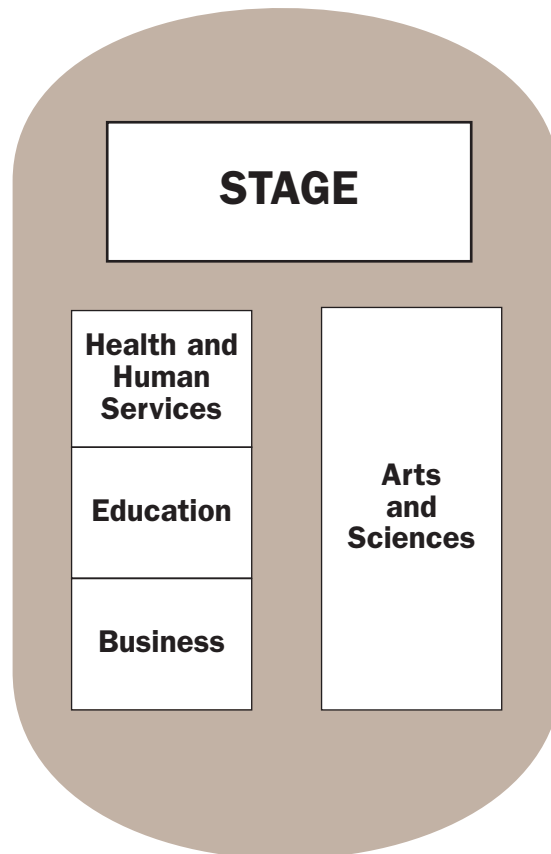 STAGE
Health and
Human
Services
Education
Business
Arts
and
Sciences